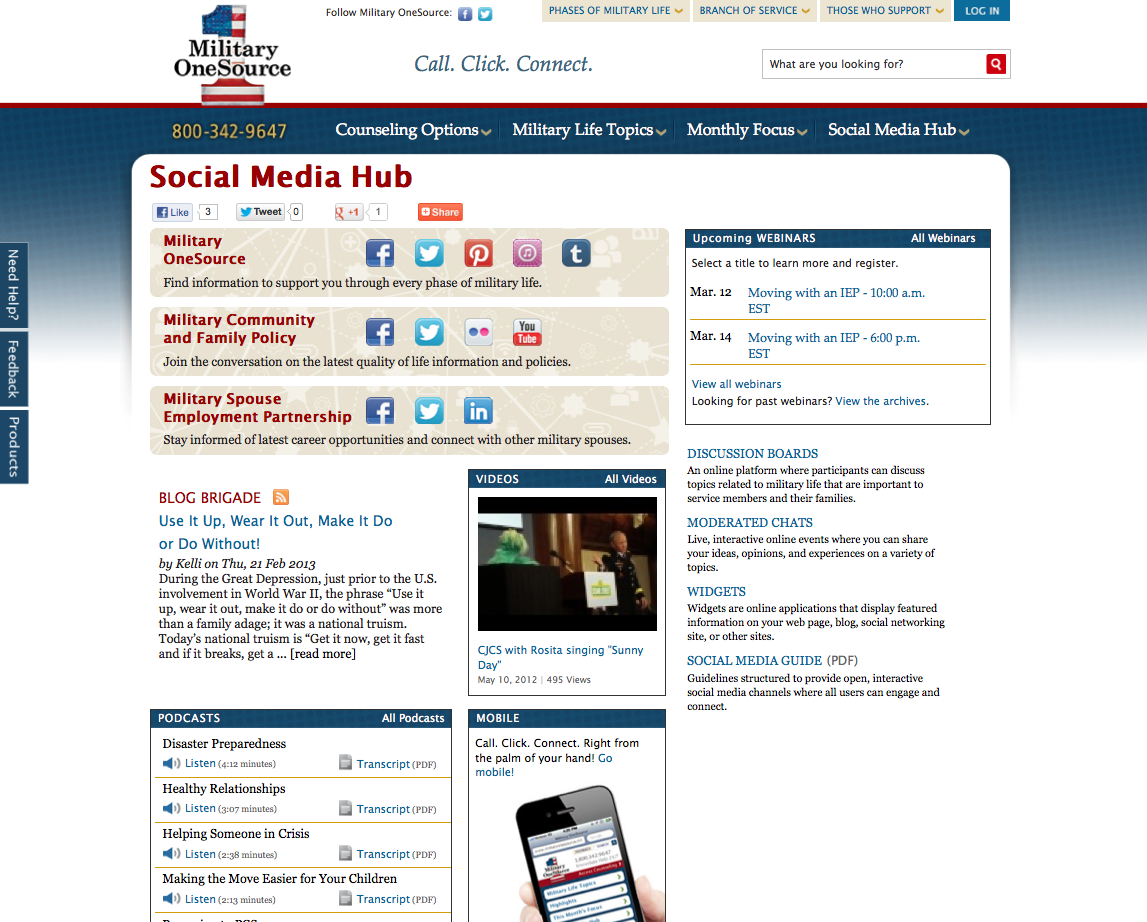 Follow Military OneSource:
PHASES OF MILITARY LIFE
BRANCH OF SERVICE
THOSE WHO SUPPORT
LOG IN
Military
OneSource
Call. Click. Connect.
What are you looking for?
800-342-9647
Counseling Options
Military Life Topics
Monthly Focus
Social Media Hub
Need Help?
Feedback
Products
Social Media Hub
Like 3
Tweet 0
+1 1
Share
Military
OneSource
Find information to support you through every phase of military life.
Military Community
and Family Policy
You
Tube
Join the conversation on the latest quality of life information and policies.
Military Spouse
Employment Partnership
Stay informed of latest career opportunities and connect with other military spouses.
Upcoming WEBINARS All Webinars
Select a title to learn more and register.
Mar. 12 Moving with an IEP - 10:00 a.m.
EST
Mar. 14 Moving with an IEP - 6:00 p.m.
EST
View all webinars
Looking for past webinars? View the archives.
BLOG BRIGADE
Use It Up, Wear It Out, Make It Do
or Do Without!
by Kelli on Thu, 21 Feb 2013
During the Great Depression, just prior to the U.S.
involvement in World War II, the phrase “Use it
up, wear it out, make it do or do without” was more
than a family adage; it was a national truism.
Today’s national truism is “Get it now, get it fast
and if it breaks, get a ... [read more]
VIDEOS All Videos
CJCS with Rosita singing "Sunny
Day"
May 10, 2012 | 495 Views
DISCUSSION BOARDS
An online platform where participants can discuss
topics related to military life that are important to
service members and their families.
MODERATED CHATS
Live, interactive online events where you can share
your ideas, opinions, and experiences on a variety of
topics.
WIDGETS
Widgets are online applications that display featured
information on your web page, blog, social networking
site, or other sites.
SOCIAL MEDIA GUIDE (PDF)
Guidelines structured to provide open, interactive
social media channels where all users can engage and
connect.
PODCASTS All Podcasts
Disaster Preparedness
Listen (4:12 minutes) Transcript (PDF)
Healthy Relationships
Listen (3:07 minutes) Transcript (PDF)
Helping Someone in Crisis
Listen (2:38 minutes) Transcript (PDF)
Making the Move Easier for Your Children
Listen (2:13 minutes) Transcript (PDF)
MOBILE
Call. Click. Connect. Right from
the palm of your hand! Go
mobile!
Military
OneSource
1.800.342.9647
Military Life Topics
Highlights
This Month's Focus